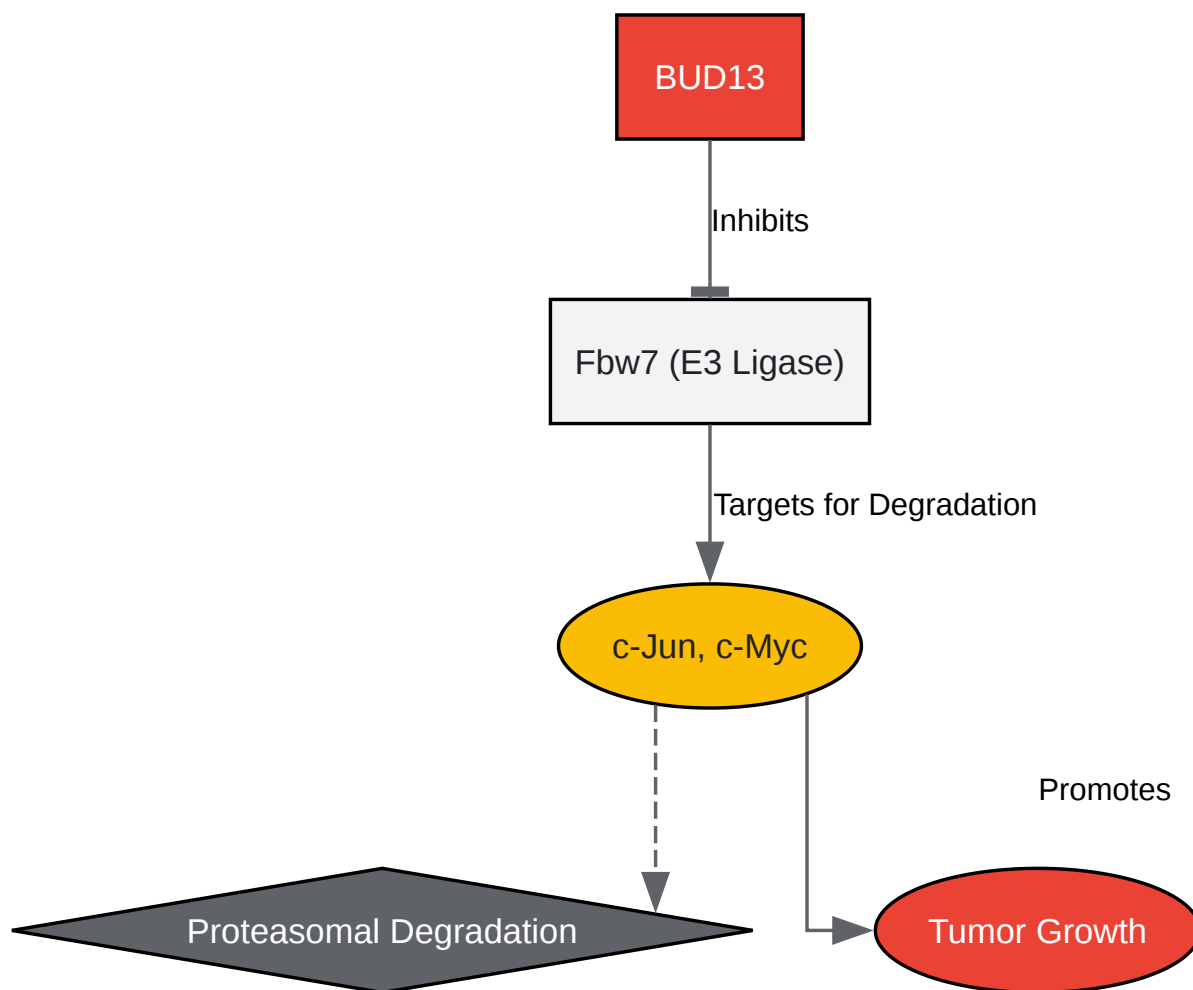 BUD13
Inhibits
Fbw7 (E3 Ligase)
Targets for Degradation
c-Jun, c-Myc
Promotes
Proteasomal Degradation
Tumor Growth